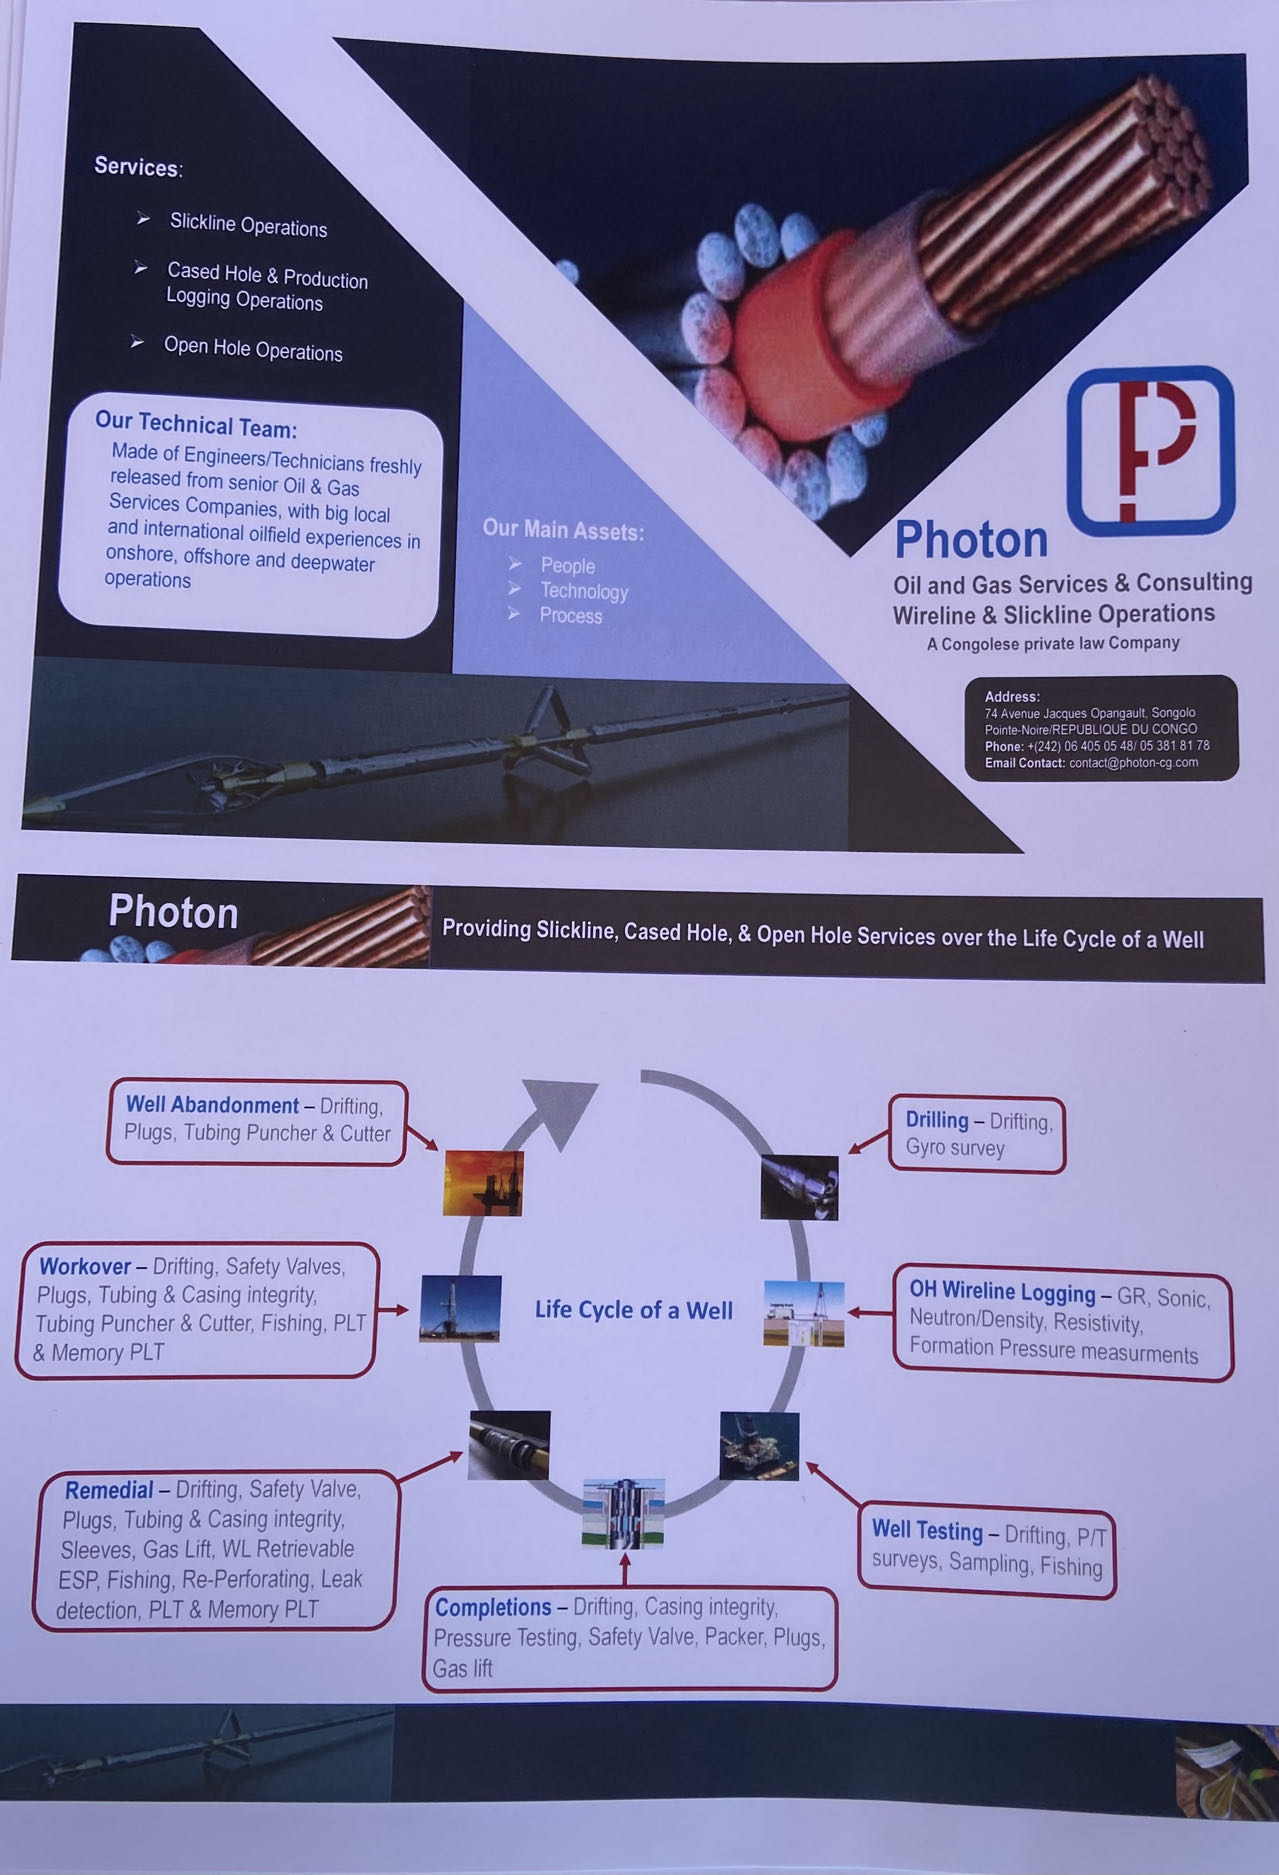 Services:
➢ Slickline Operations
➢ Cased Hole & Production
Logging Operations
➢ Open Hole Operations
Our Technical Team:
Made of Engineers/Technicians freshly
released from senior Oil & Gas
Services Companies, with big local
and international oilfield experiences in
onshore, offshore and deepwater
operations
Our Main Assets:
➢ People
➢ Technology
➢ Process
Photon
Oil and Gas Services & Consulting
Wireline & Slickline Operations
A Congolese private law Company
Address:
74 Avenue Jacques Opangault, Songolo
Pointe-Noire/REPUBLIQUE DU CONGO
Phone: +(242) 06 405 05 48/ 05 381 81 78
Email Contact: contact@photon-cg.com
Photon
Providing Slickline, Cased Hole, & Open Hole Services over the Life Cycle of a Well
Well Abandonment – Drifting,
Plugs, Tubing Puncher & Cutter
Drilling – Drifting,
Gyro survey
Workover – Drifting, Safety Valves,
Plugs, Tubing & Casing integrity,
Tubing Puncher & Cutter, Fishing, PLT
& Memory PLT
Life Cycle of a Well
OH Wireline Logging – GR, Sonic,
Neutron/Density, Resistivity,
Formation Pressure measurments
Remedial – Drifting, Safety Valve,
Plugs, Tubing & Casing integrity,
Sleeves, Gas Lift, WL Retrievable
ESP, Fishing, Re-Perforating, Leak
detection, PLT & Memory PLT
Well Testing – Drifting, P/T
surveys, Sampling, Fishing
Completions – Drifting, Casing integrity,
Pressure Testing, Safety Valve, Packer, Plugs,
Gas lift